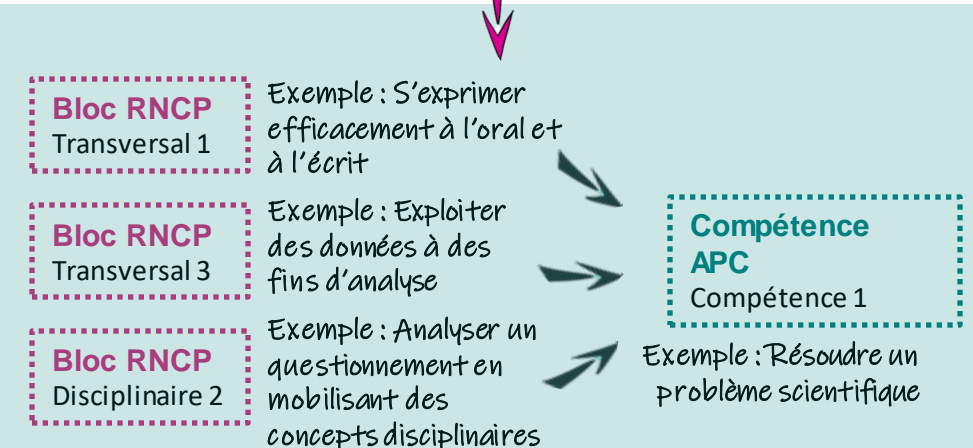 Bloc RNCP
Transversal 1
Exemple : S'exprimer
efficacement à l'oral et
à l'écrit
Bloc RNCP
Transversal 3
Exemple : Exploiter
des données à des
fins d'analyse
Bloc RNCP
Disciplinaire 2
Exemple : Analyser un
questionnement en
mobilisant des
concepts disciplinaires
Compétence
APC
Compétence 1
Exemple : Résoudre un
problème scientifique